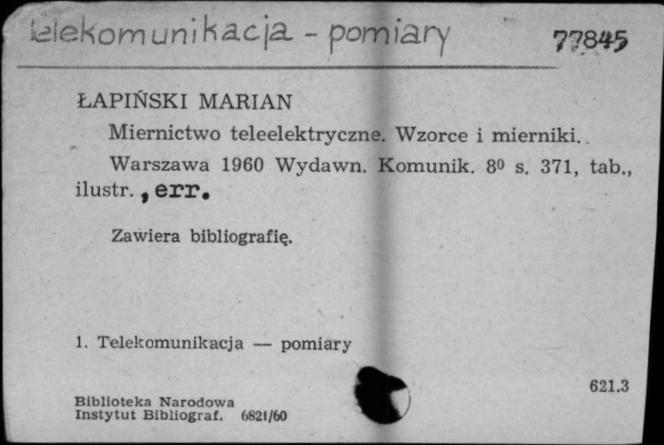 telekomunikacja - pomiary
77845
ŁAPIŃSKI MARIAN
Miernictwo teleelektryczne. Wzorce i mierniki.
Warszawa 1960 Wydawn. Komunik. 8⁰ s. 371, tab.,
ilustr., err.
Zawiera bibliografię.
1. Telekomunikacja — pomiary
621.3
Biblioteka Narodowa
Instytut Bibliograf. 6821/60